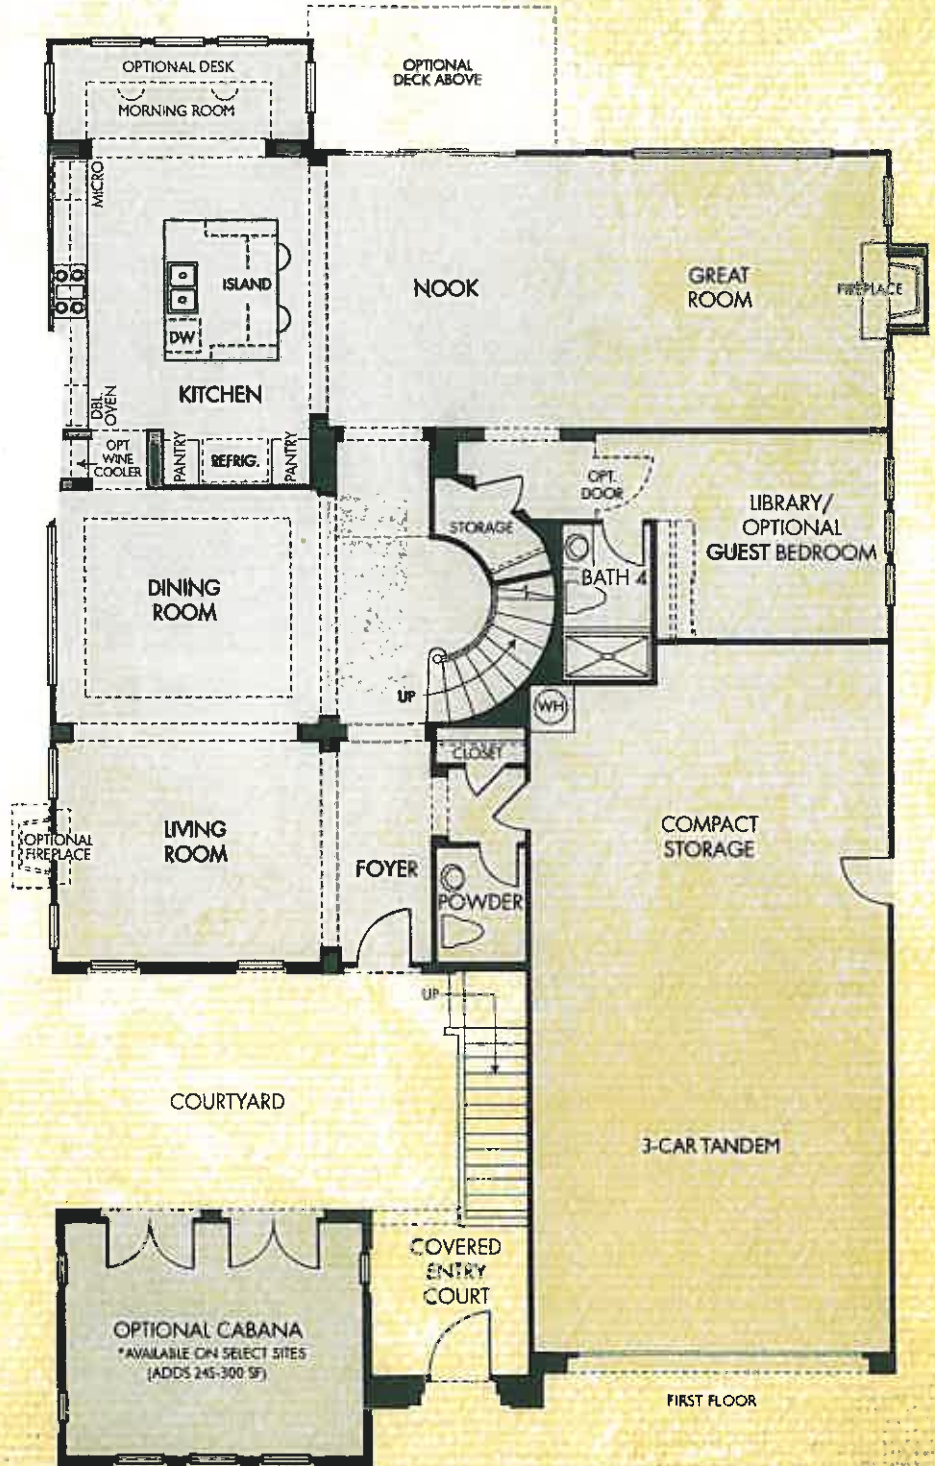 OPTIONAL DESK
MORNING ROOM
OPTIONAL
DECK ABOVE
MICRO
ISLAND
DW
KITCHEN
NOOK
GREAT
ROOM
FIREPLACE
DBL.
OVEN
OPT
WINE
COOLER
PANTRY
REFRIG.
PANTRY
STORAGE
OPT.
DOOR
LIBRARY/
OPTIONAL
GUEST BEDROOM
BATH 4
DINING
ROOM
UP
WH
CLOSET
OPTIONAL
FIREPLACE
LIVING
ROOM
FOYER
POWDER
COMPACT
STORAGE
UP
COURTYARD
3-CAR TANDEM
COVERED
ENTRY
COURT
OPTIONAL CABANA
*AVAILABLE ON SELECT SITES
(ADDS 245-300 SF)
FIRST FLOOR